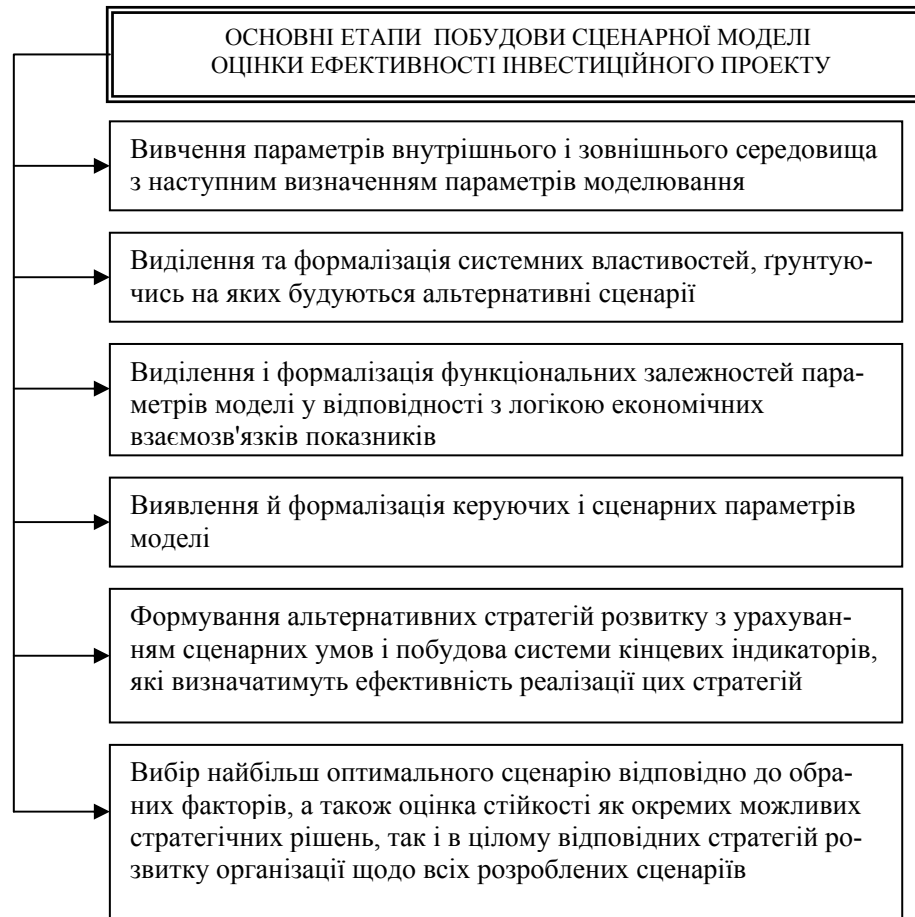 ОСНОВНІ ЕТАПИ ПОБУДОВИ СЦЕНАРНОЇ МОДЕЛІ
ОЦІНКИ ЕФЕКТИВНОСТІ ІНВЕСТИЦІЙНОГО ПРОЕКТУ
Вивчення параметрів внутрішнього і зовнішнього середовища
з наступним визначенням параметрів моделювання
Виділення та формалізація системних властивостей, ґрунтую-
чись на яких будуються альтернативні сценарії
Виділення і формалізація функціональних залежностей пара-
метрів моделі у відповідності з логікою економічних
взаємозв'язків показників
Виявлення й формалізація керуючих і сценарних параметрів
моделі
Формування альтернативних стратегій розвитку з урахуван-
ням сценарних умов і побудова системи кінцевих індикаторів,
які визначатимуть ефективність реалізації цих стратегій
Вибір найбільш оптимального сценарію відповідно до обра-
них факторів, а також оцінка стійкості як окремих можливих
стратегічних рішень, так і в цілому відповідних стратегій ро-
звитку організації щодо всіх розроблених сценаріїв